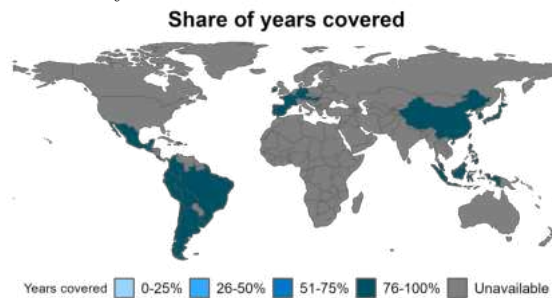 Share of years covered
Years covered 0-25% 26-50% 51-75% 76-100% Unavailable